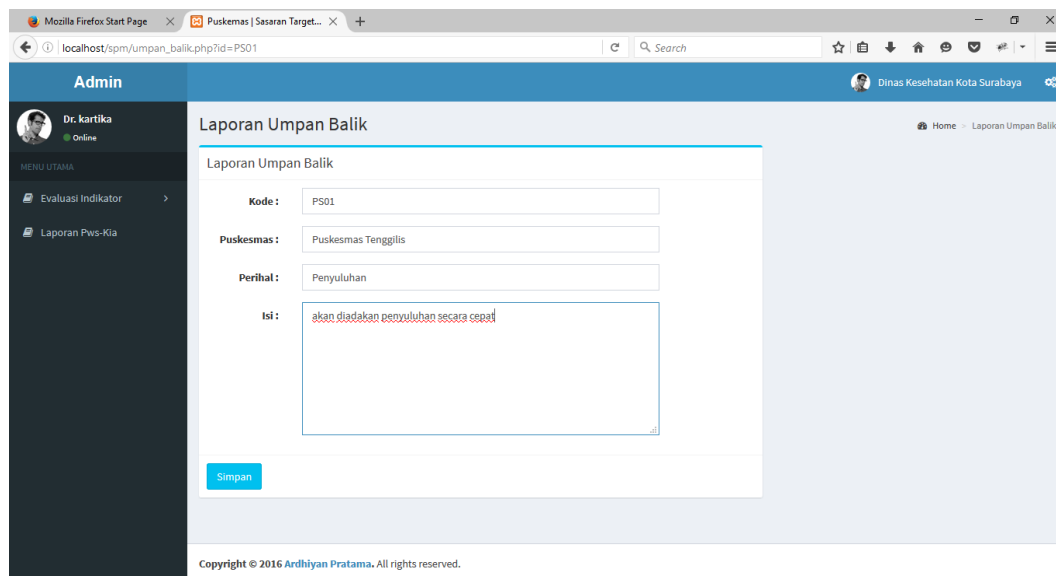 Mozilla Firefox Start Page
Puskemas | Sasaran Target...
localhost/spm/umpan_balik.php?id=PS01
Search
Admin
Dinas Kesehatan Kota Surabaya
Dr. kartika
Online
Laporan Umpan Balik
Home > Laporan Umpan Balik
MENU UTAMA
Evaluasi Indikator
Laporan Pws-Kia
Laporan Umpan Balik
Kode :
PS01
Puskesmas :
Puskesmas Tenggilis
Perihal :
Penyuluhan
Isi :
akan diadakan penyuluhan secara cepat
Simpan
Copyright © 2016 Ardhiyan Pratama. All rights reserved.